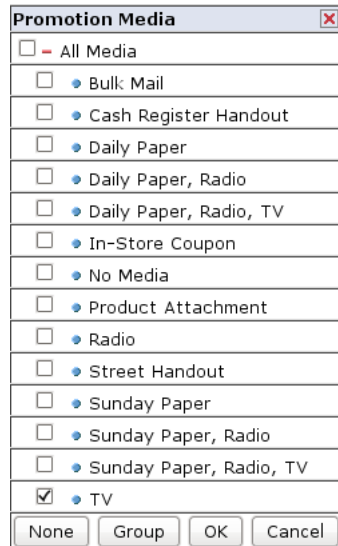 Promotion Media
All Media
Bulk Mail
Cash Register Handout
Daily Paper
Daily Paper, Radio
Daily Paper, Radio, TV
In-Store Coupon
No Media
Product Attachment
Radio
Street Handout
Sunday Paper
Sunday Paper, Radio
Sunday Paper, Radio, TV
TV
None Group OK Cancel